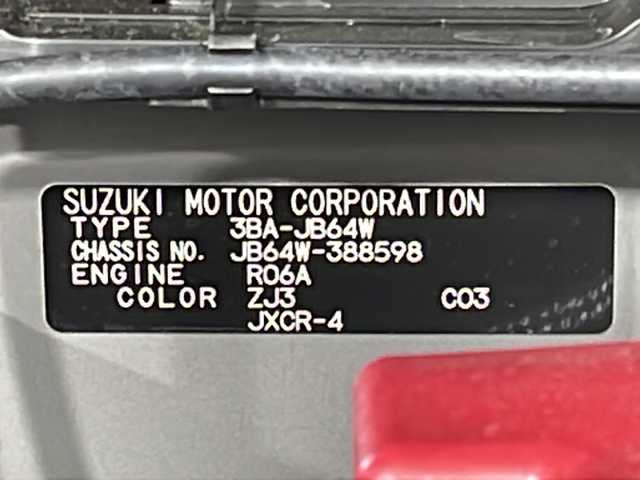 SUZUKI MOTOR CORPORATION
TYPE 3BA-JB64W
CHASSIS NO. JB64W-388598
ENGINE R06A
COLOR ZJ3 C03
JXCR-4